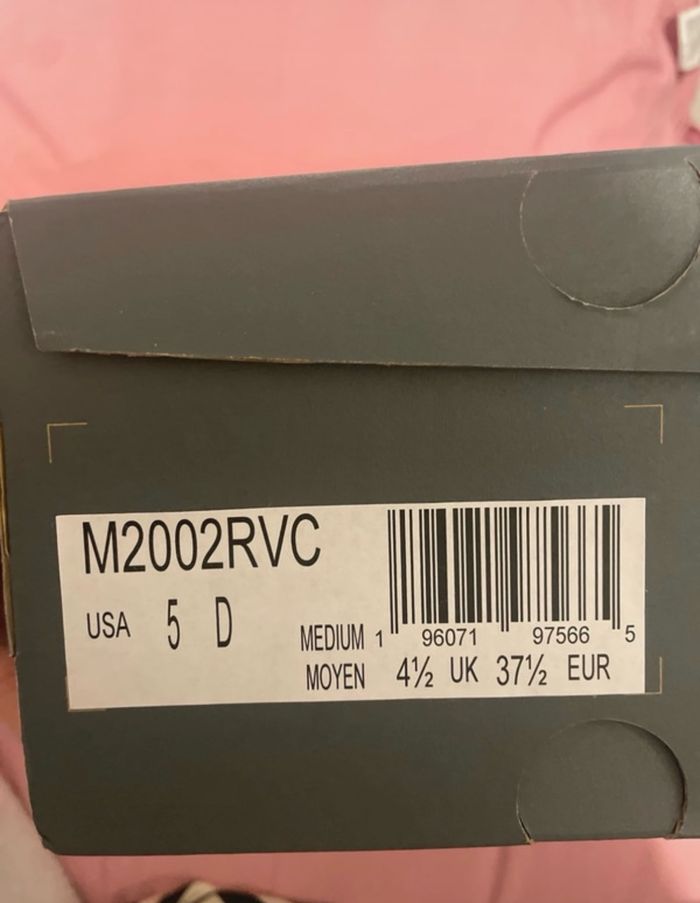 M2002RVC
USA 5 D
MEDIUM 1 96071 97566 5
MOYEN 4½ UK 37½ EUR